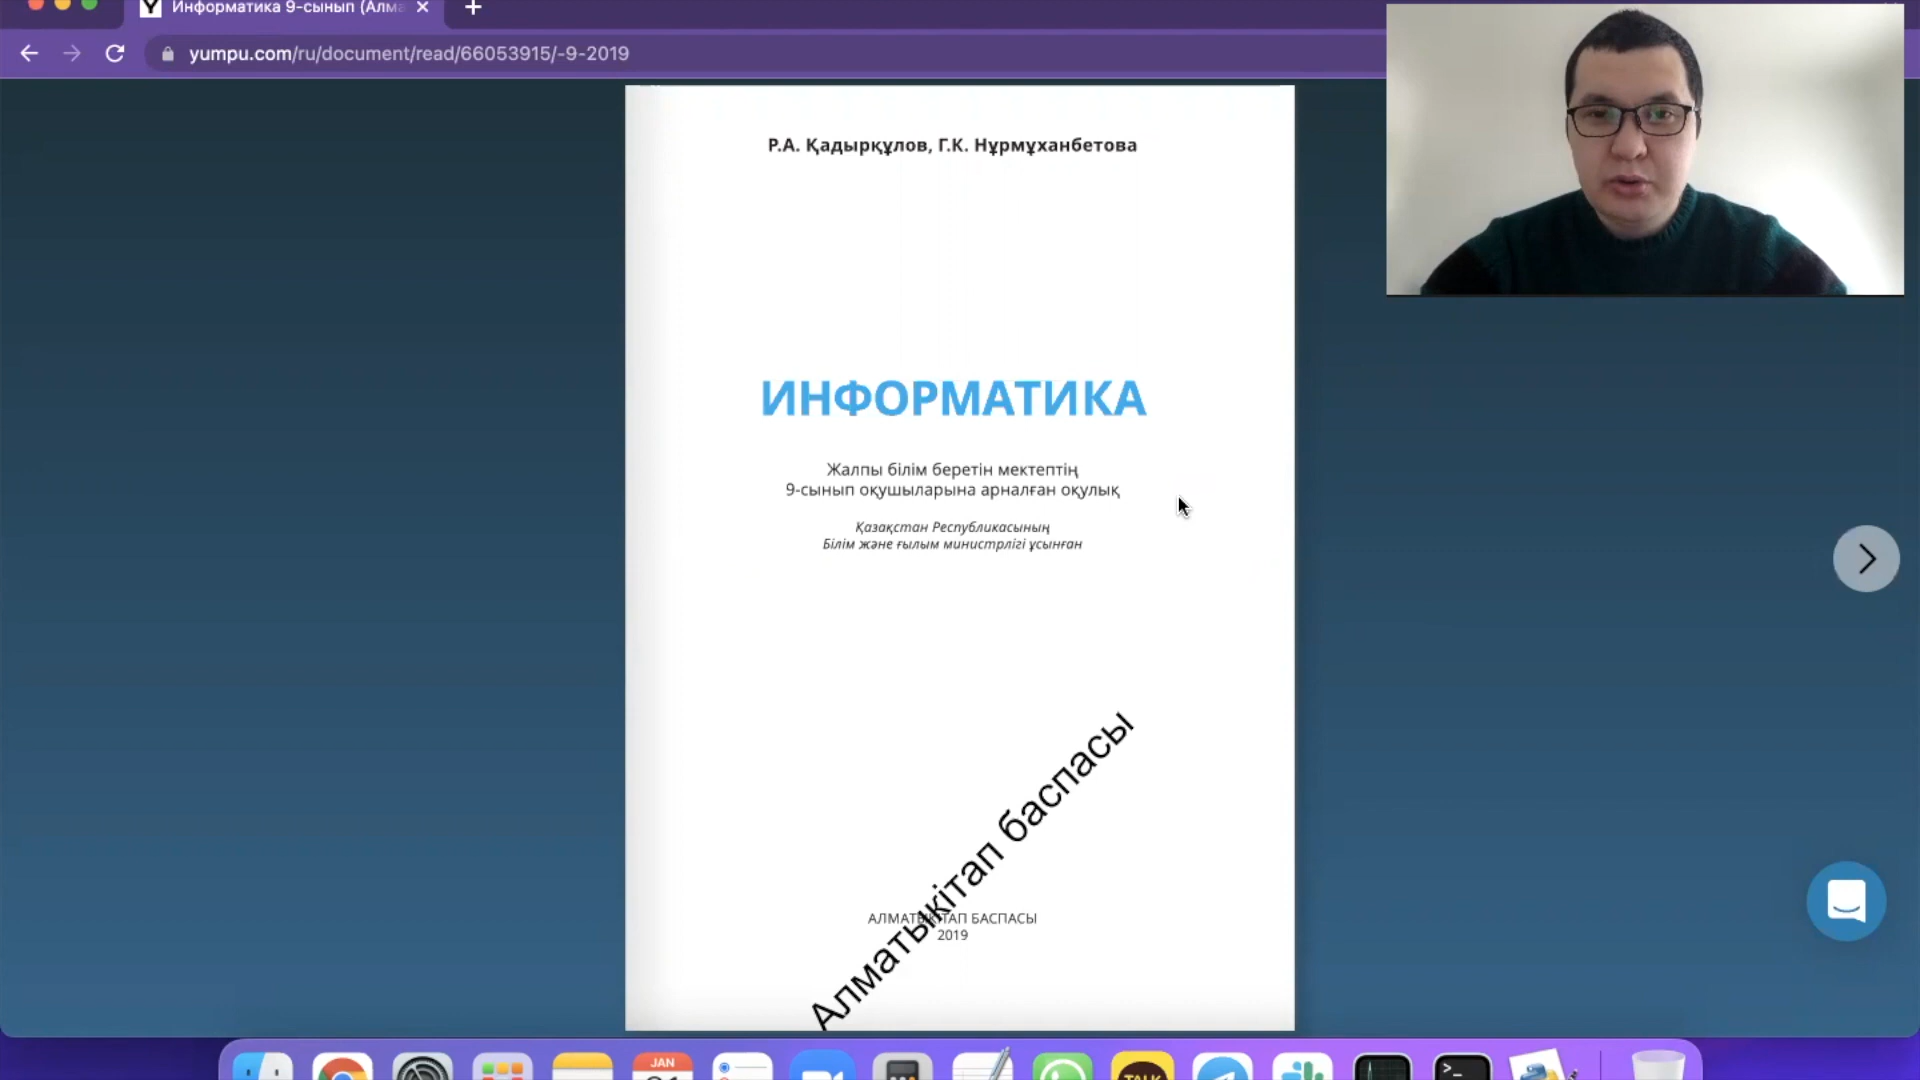 Информатика 9-сынып (Алма
yumpu.com/ru/document/read/66053915/-9-2019
Р.А. Қадырқұлов, Г.К. Нұрмұханбетова
ИНФОРМАТИКА
Жалпы білім беретін мектептің
9-сынып оқушыларына арналған оқулық
Қазақстан Республикасының
Білім және ғылым министрлігі ұсынған
Алматыкітап баспасы
АЛМАТЫКІТАП БАСПАСЫ
2019
JAN
TALK